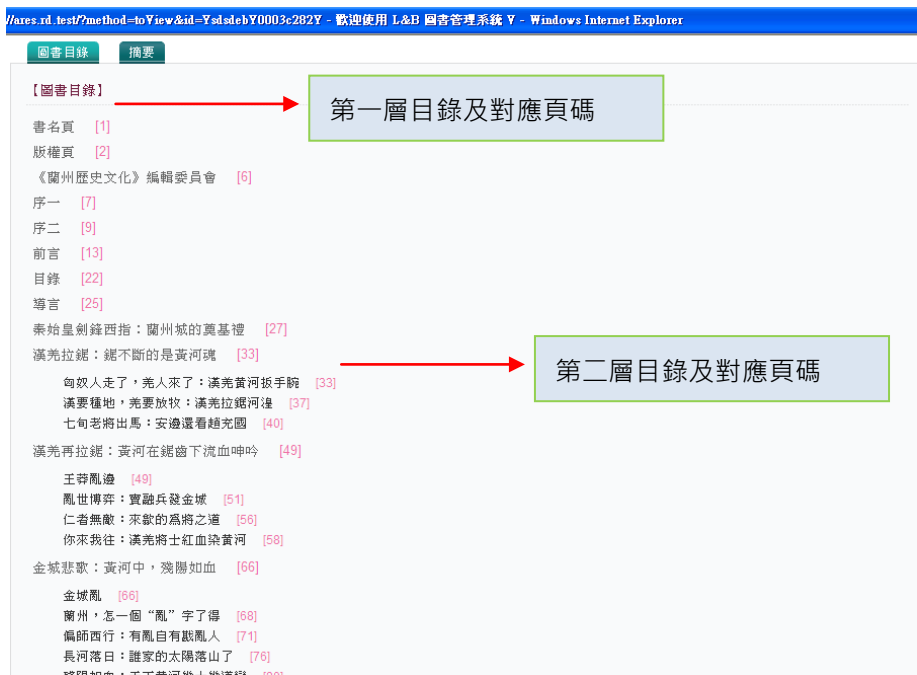 //ares.rd.test/?method=toView&id=YsdsdebY0003c282Y - 歡迎使用 L&B 圖書管理系統 V - Windows Internet Explorer
圖書目錄 摘要
【圖書目錄】
第一層目錄及對應頁碼
書名頁 [1]
版權頁 [2]
《蘭州歷史文化》編輯委員會 [6]
序一 [7]
序二 [9]
前言 [13]
目錄 [22]
導言 [25]
秦始皇劍鋒西指：蘭州城的奠基禮 [27]
漢羌拉鋸：鋸不斷的是黃河魂 [33]
第二層目錄及對應頁碼
匈奴人走了，羌人來了：漢羌黃河扳手腕 [33]
漢要種地，羌要放牧：漢羌拉鋸河湟 [37]
七旬老將出馬：安邊還看趙充國 [40]
漢羌再拉鋸：黃河在鋸齒下流血呻吟 [49]
王莽亂邊 [49]
亂世博弈：竇融兵發金城 [51]
仁者無敵：來歙的爲將之道 [56]
你來我往：漢羌將士紅血染黃河 [58]
金城悲歌：黃河中，殘陽如血 [66]
金城亂 [66]
蘭州，怎一個“亂”字了得 [68]
偏師西行：有亂自有戡亂人 [71]
長河落日：誰家的太陽落山了 [76]